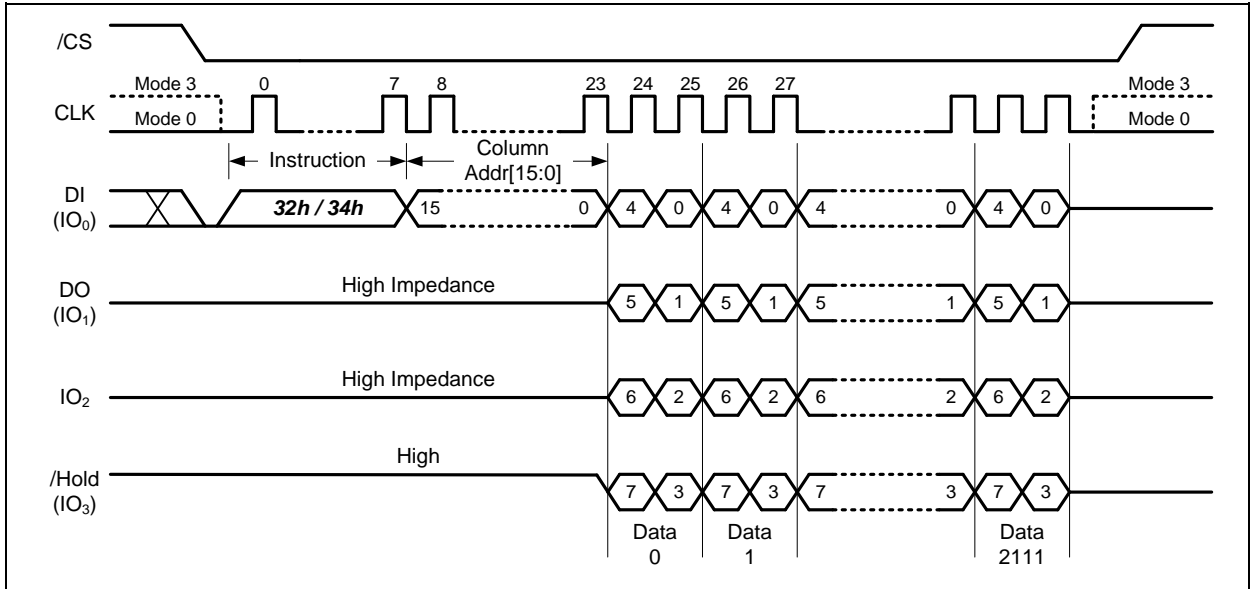 /CS
Mode 3 0 7 8 23 24 25 26 27 Mode 3
CLK
Mode 0 Mode 0
Instruction Column
Addr[15:0]
DI
(IO0) 32h / 34h 15 0 4 0 4 0 4 0 4 0
High Impedance
DO
(IO1) 5 1 5 1 5 1 5 1
High Impedance
IO2 6 2 6 2 6 2 6 2
High
/Hold
(IO3) 7 3 7 3 7 3 7 3
Data Data Data
0 1 2111